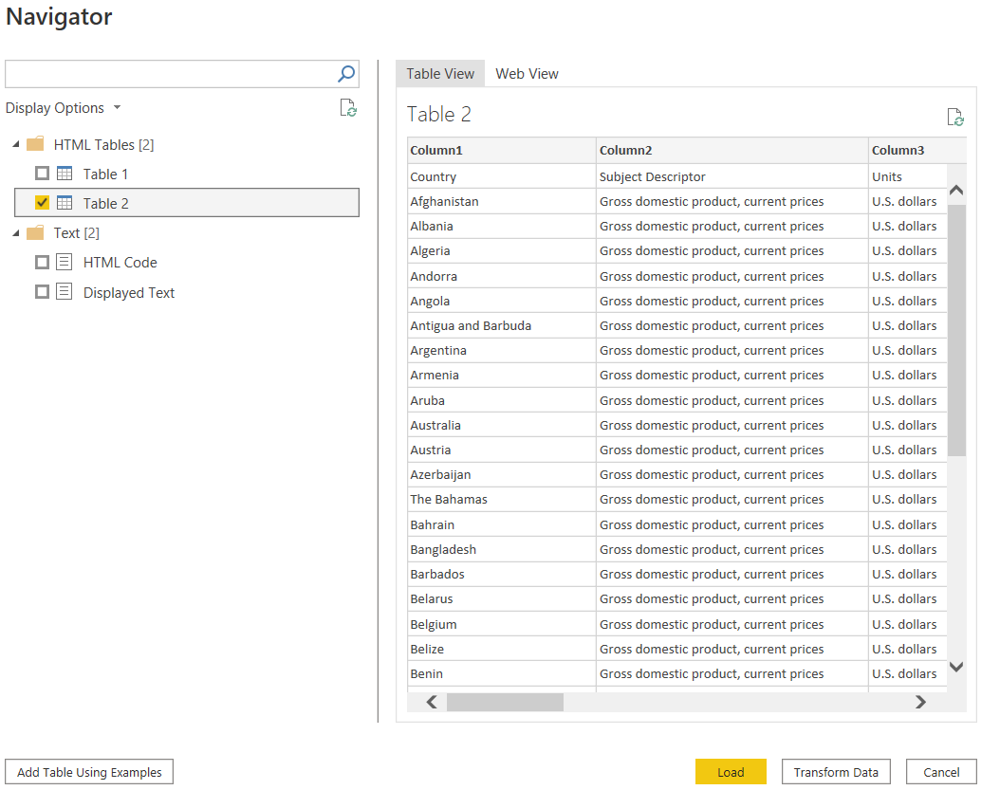 Navigator
Display Options
HTML Tables [2]
Table 1
Table 2
Text [2]
HTML Code
Displayed Text
Table View Web View
Table 2
Column1 Column2 Column3
Country Subject Descriptor Units
Afghanistan Gross domestic product, current prices U.S. dollars
Albania Gross domestic product, current prices U.S. dollars
Algeria Gross domestic product, current prices U.S. dollars
Andorra Gross domestic product, current prices U.S. dollars
Angola Gross domestic product, current prices U.S. dollars
Antigua and Barbuda Gross domestic product, current prices U.S. dollars
Argentina Gross domestic product, current prices U.S. dollars
Armenia Gross domestic product, current prices U.S. dollars
Aruba Gross domestic product, current prices U.S. dollars
Australia Gross domestic product, current prices U.S. dollars
Austria Gross domestic product, current prices U.S. dollars
Azerbaijan Gross domestic product, current prices U.S. dollars
The Bahamas Gross domestic product, current prices U.S. dollars
Bahrain Gross domestic product, current prices U.S. dollars
Bangladesh Gross domestic product, current prices U.S. dollars
Barbados Gross domestic product, current prices U.S. dollars
Belarus Gross domestic product, current prices U.S. dollars
Belgium Gross domestic product, current prices U.S. dollars
Belize Gross domestic product, current prices U.S. dollars
Benin Gross domestic product, current prices U.S. dollars
Add Table Using Examples Load Transform Data Cancel